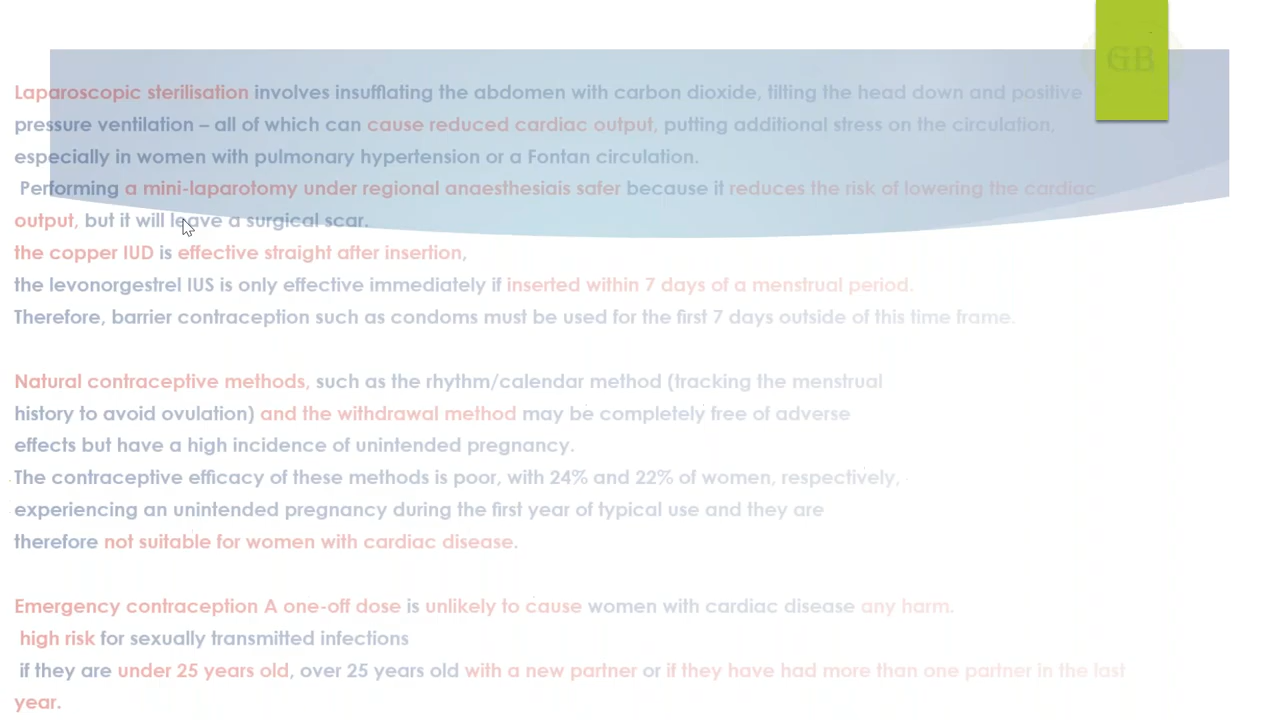 GB
Laparoscopic sterilisation involves insufflating the abdomen with carbon dioxide, tilting the head down and positive
pressure ventilation – all of which can cause reduced cardiac output, putting additional stress on the circulation,
especially in women with pulmonary hypertension or a Fontan circulation.
Performing a mini-laparotomy under regional anaesthesiais safer because it reduces the risk of lowering the cardiac
output, but it will leave a surgical scar.
the copper IUD is effective straight after insertion,
the levonorgestrel IUS is only effective immediately if inserted within 7 days of a menstrual period.
Therefore, barrier contraception such as condoms must be used for the first 7 days outside of this time frame.
Natural contraceptive methods, such as the rhythm/calendar method (tracking the menstrual
history to avoid ovulation) and the withdrawal method may be completely free of adverse
effects but have a high incidence of unintended pregnancy.
The contraceptive efficacy of these methods is poor, with 24% and 22% of women, respectively,
experiencing an unintended pregnancy during the first year of typical use and they are
therefore not suitable for women with cardiac disease.
Emergency contraception A one-off dose is unlikely to cause women with cardiac disease any harm.
high risk for sexually transmitted infections
if they are under 25 years old, over 25 years old with a new partner or if they have had more than one partner in the last
year.